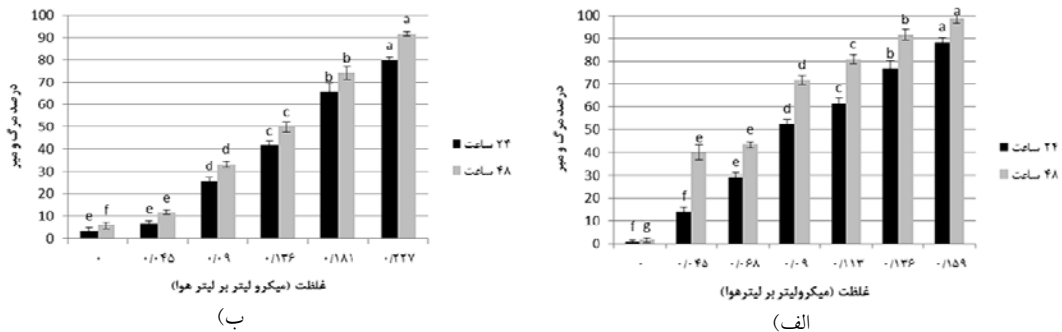 100
90
80
70
60
50
40
30
20
10
0
درصد مرگ و میر
e f
e e
d d
c c
b b
a a
۰ ۰/۰۴۵ ۰/۰۹ ۰/۱۳۶ ۰/۱۸۱ ۰/۲۲۷
غلظت (میکرو لیتر بر لیتر هوا)
۲۴ ساعت
۴۸ ساعت
ب)
100
90
80
70
60
50
40
30
20
10
0
درصد مرگ و میر
f g
f e
e e
d d
c c
b b
a a
۰ ۰/۰۴۵ ۰/۰۶۸ ۰/۰۹ ۰/۱۱۳ ۰/۱۳۶ ۰/۱۵۹
غلظت (میکرولیتر بر لیترهوا)
۲۴ ساعت
۴۸ ساعت
الف)